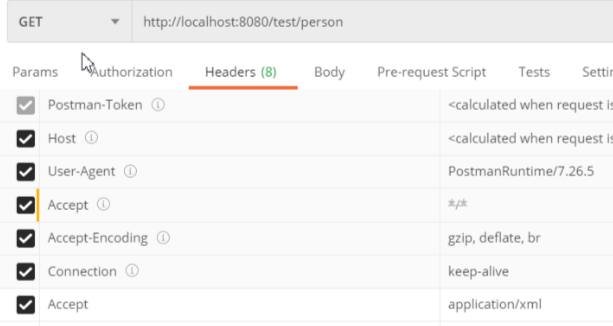 GET http://localhost:8080/test/person
Params Authorization Headers (8) Body Pre-request Script Tests Settin
Postman-Token <calculated when request is
Host <calculated when request is
User-Agent PostmanRuntime/7.26.5
Accept */*
Accept-Encoding gzip, deflate, br
Connection keep-alive
Accept application/xml